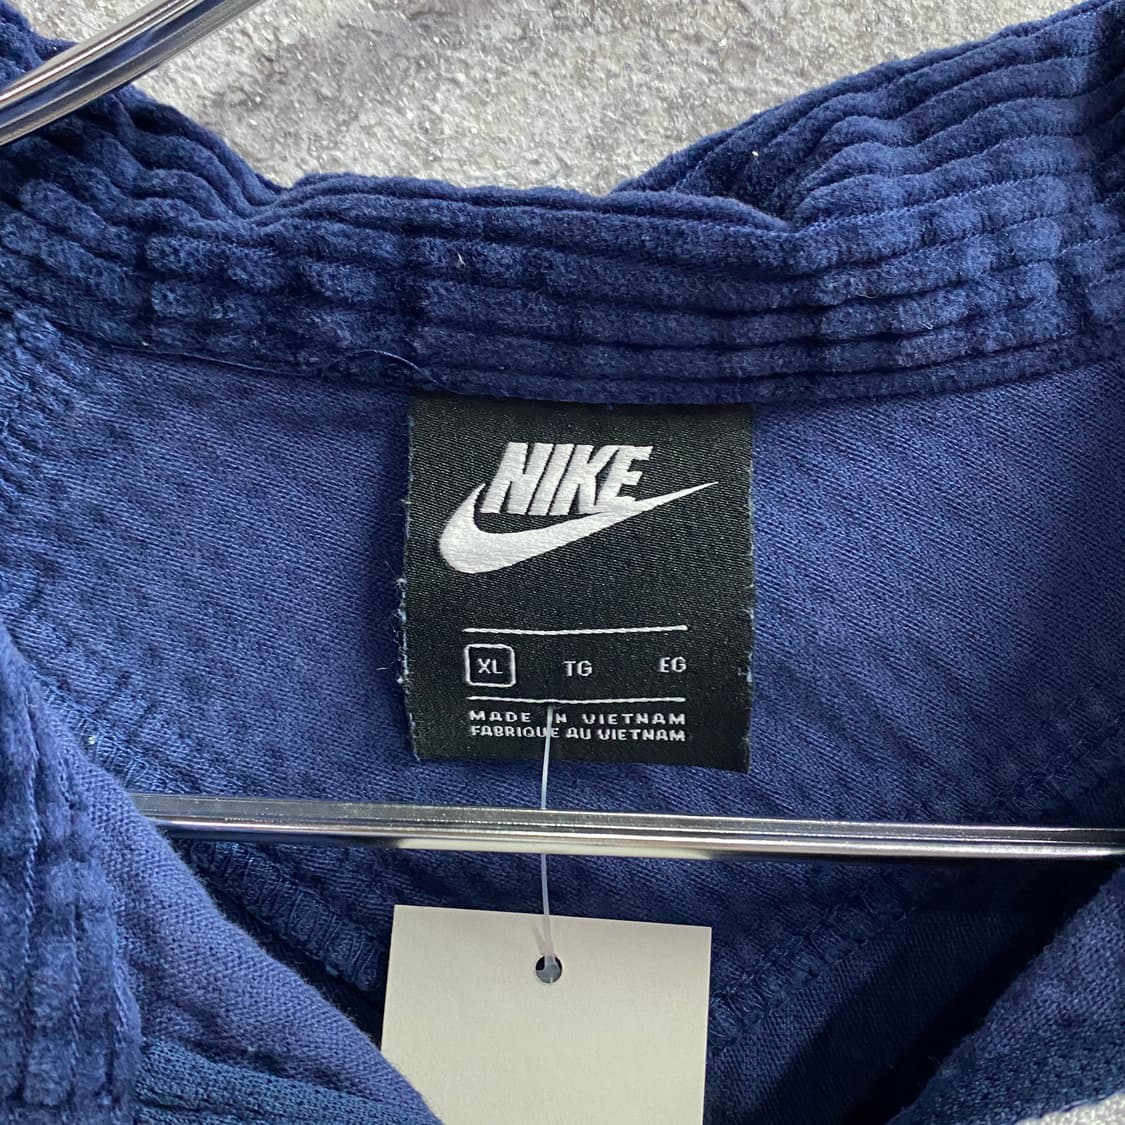 NIKE
XL TG EG
MADE IN VIETNAM
FABRIQUE AU VIETNAM